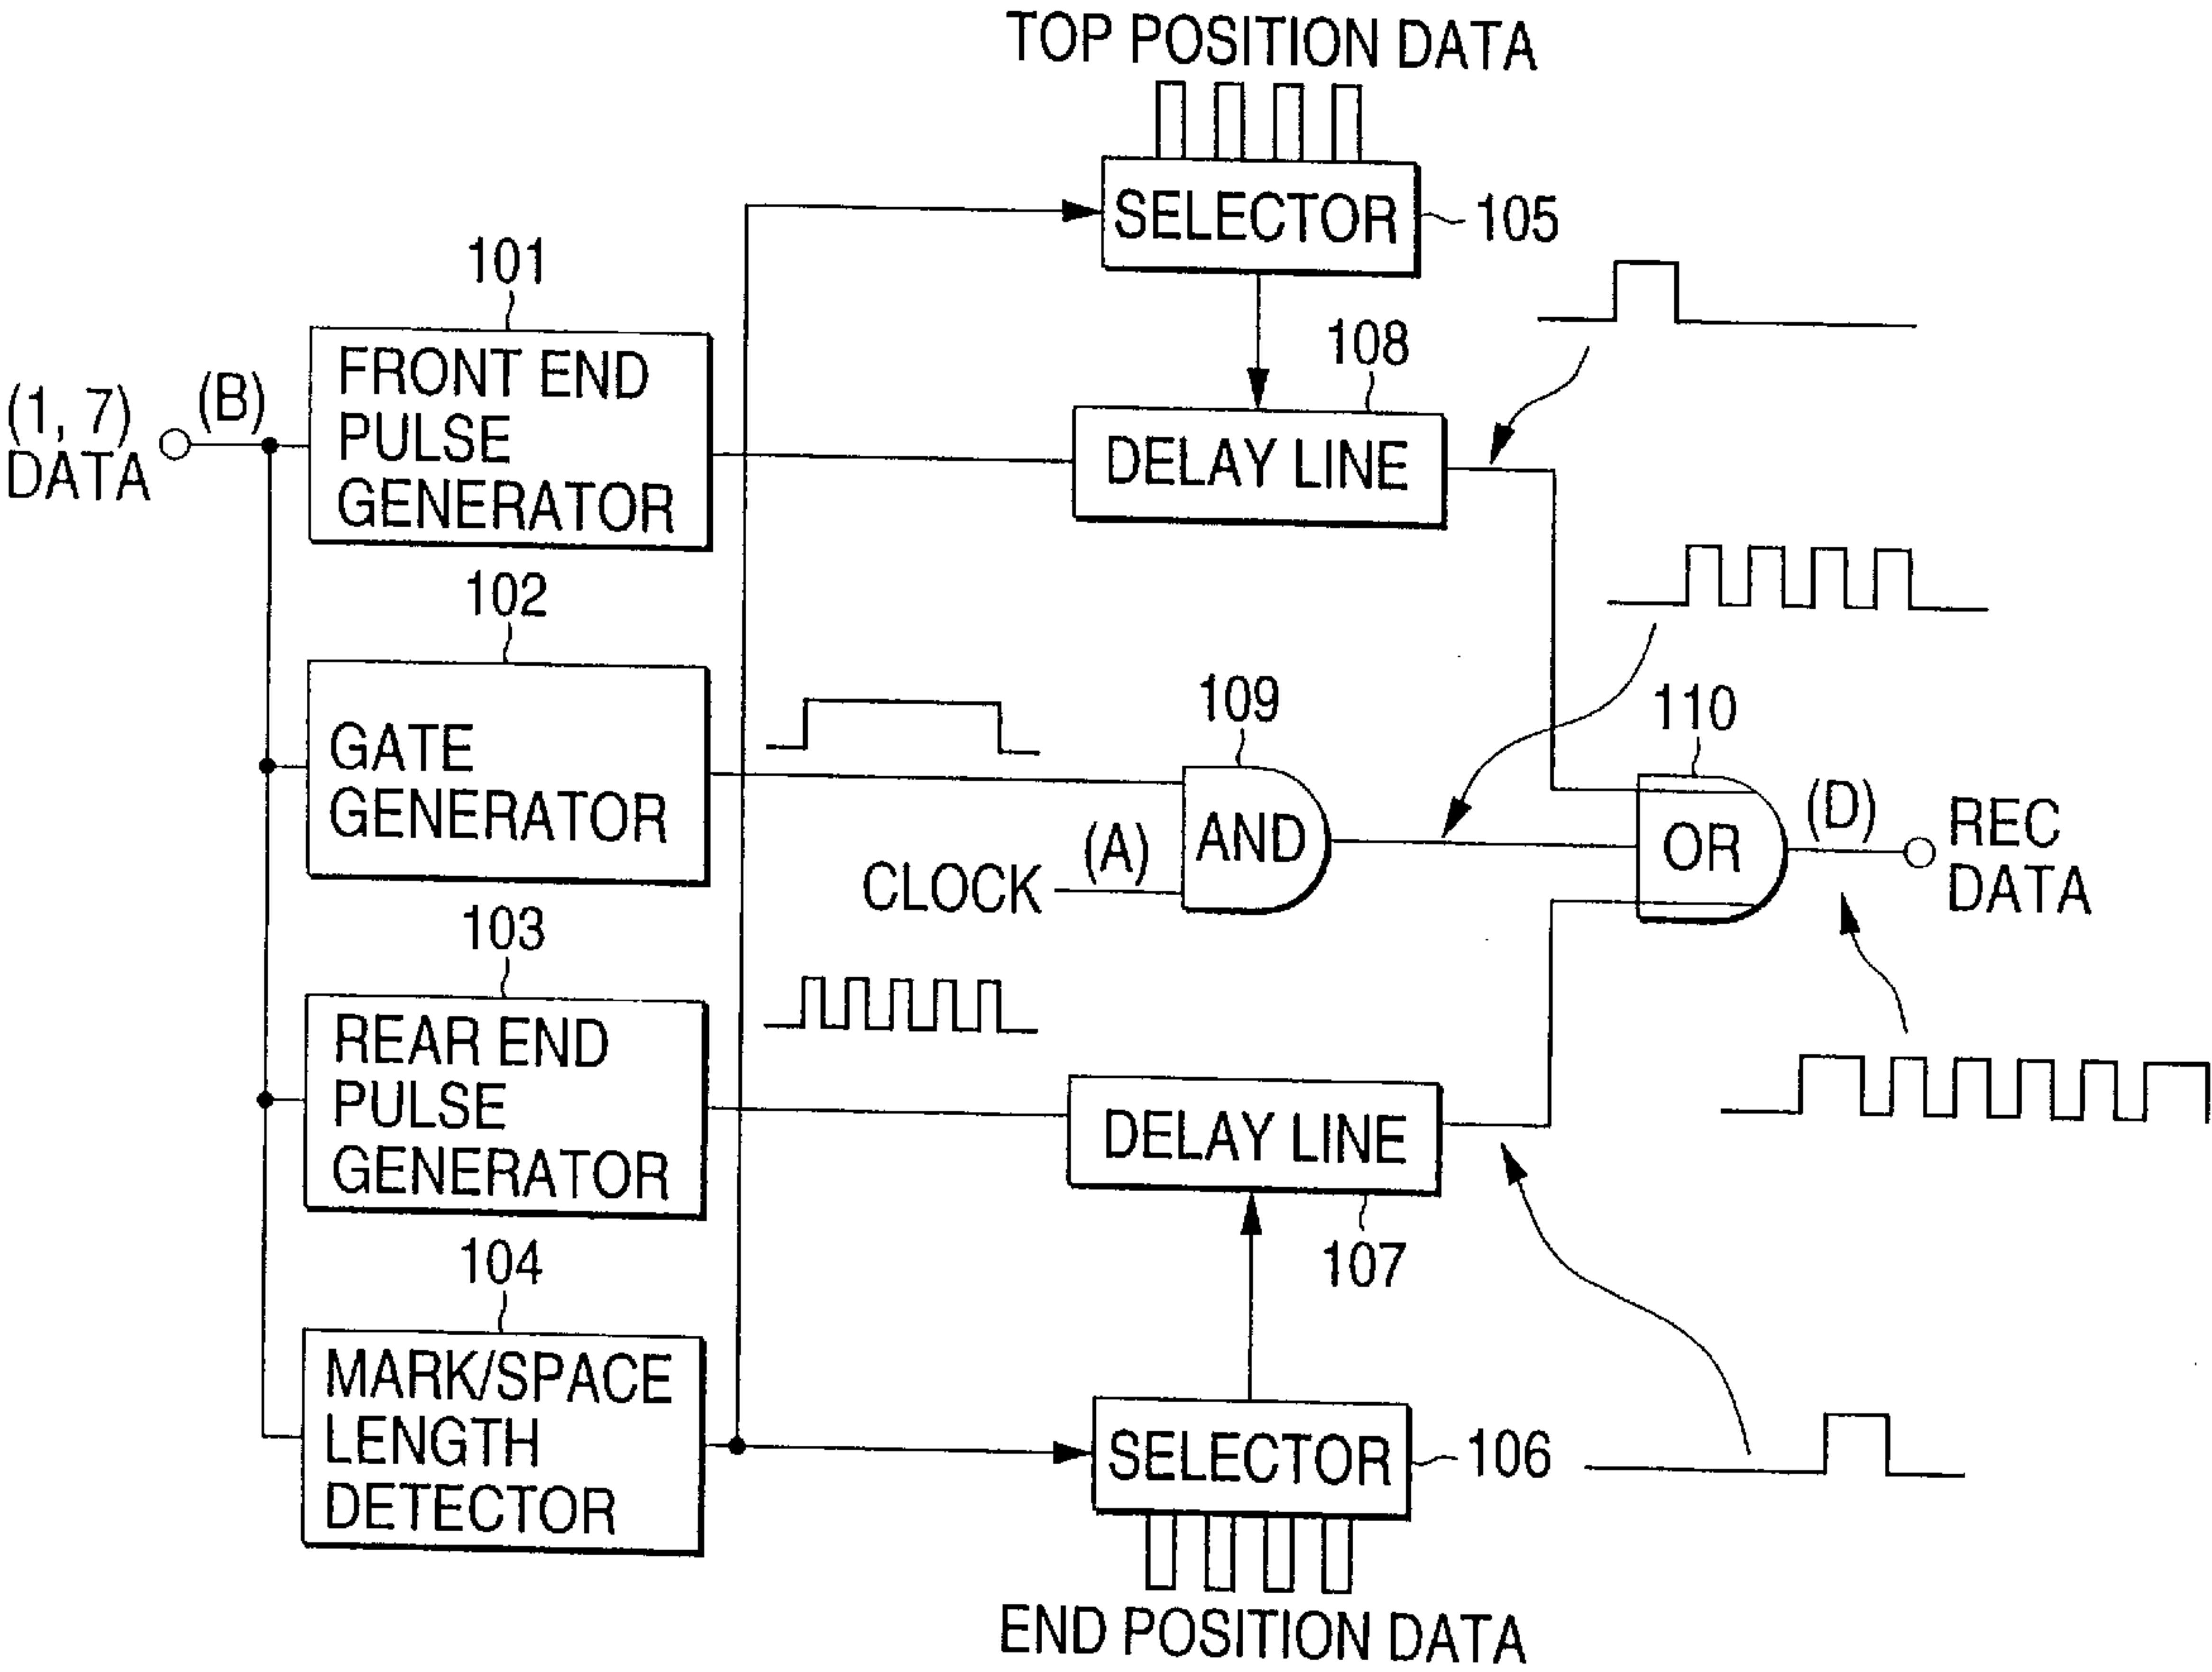 TOP POSITION DATA
SELECTOR
105
101
FRONT END
PULSE
GENERATOR
(1, 7)
DATA
(B)
108
DELAY LINE
102
GATE
GENERATOR
109
AND
(A)
CLOCK
110
OR
(D)
REC
DATA
103
REAR END
PULSE
GENERATOR
DELAY LINE
107
104
MARK/SPACE
LENGTH
DETECTOR
SELECTOR
106
END POSITION DATA